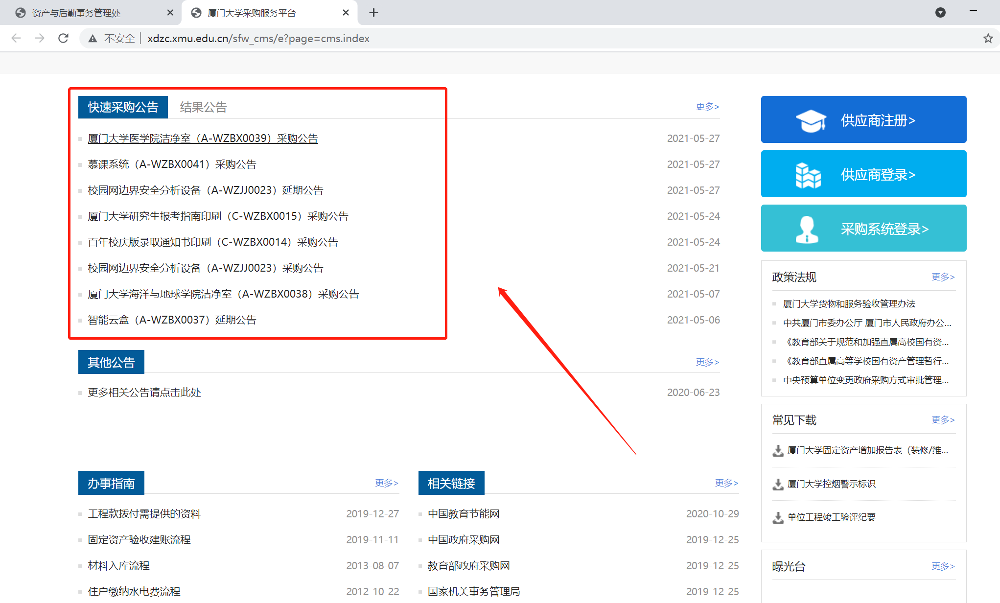 资产与后勤事务管理处
厦门大学采购服务平台
不安全 xdzc.xmu.edu.cn/sfw_cms/e?page=cms.index
快速采购公告 结果公告 更多>
厦门大学医学院洁净室（A-WZBX0039）采购公告 2021-05-27
慕课系统（A-WZBX0041）采购公告 2021-05-27
校园网边界安全分析设备（A-WZJJ0023）延期公告 2021-05-27
厦门大学研究生报考指南印刷（C-WZBX0015）采购公告 2021-05-24
百年校庆版录取通知书印刷（C-WZBX0014）采购公告 2021-05-24
校园网边界安全分析设备（A-WZJJ0023）采购公告 2021-05-21
厦门大学海洋与地球学院洁净室（A-WZBX0038）采购公告 2021-05-07
智能云盒（A-WZBX0037）延期公告 2021-05-06
其他公告 更多>
更多相关公告请点击此处 2020-06-23
办事指南 更多>
工程款拨付需提供的资料 2019-12-27
固定资产验收建账流程 2019-11-11
材料入库流程 2013-08-07
住户缴纳水电费流程 2012-10-22
相关链接 更多>
中国教育节能网 2020-10-29
中国政府采购网 2019-12-25
教育部政府采购网 2019-12-25
国家机关事务管理局 2019-12-25
供应商注册>
供应商登录>
采购系统登录>
政策法规 更多>
厦门大学货物和服务验收管理办法
中共厦门市委办公厅 厦门市人民政府办公...
《教育部关于规范和加强直属高校国有资...
《教育部直属高等学校国有资产管理暂行...
中央预算单位变更政府采购方式审批管理...
常见下载 更多>
厦门大学固定资产增加报告表（装修/维...
厦门大学控烟警示标识
单位工程竣工验评纪要
曝光台 更多>